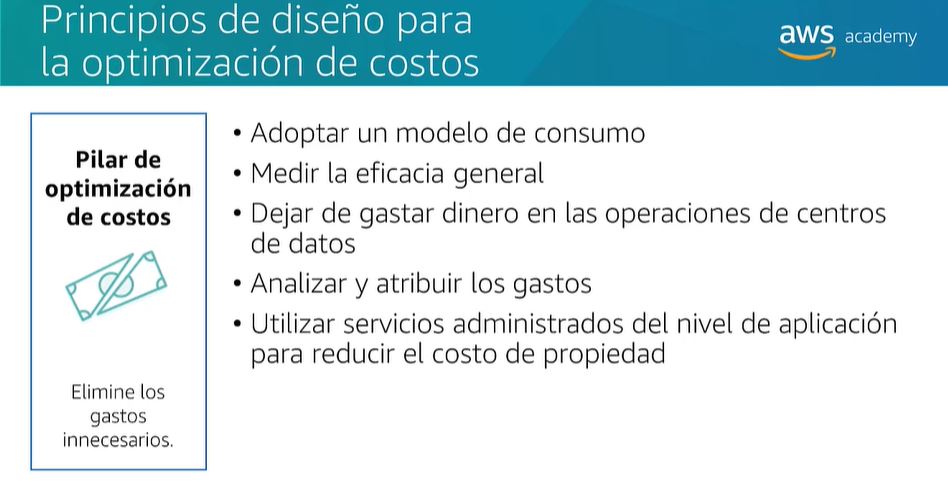 Principios de diseño para
la optimización de costos
aws academy
Pilar de
optimización
de costos
Elimine los
gastos
innecesarios.
• Adoptar un modelo de consumo
• Medir la eficacia general
• Dejar de gastar dinero en las operaciones de centros
de datos
• Analizar y atribuir los gastos
• Utilizar servicios administrados del nivel de aplicación
para reducir el costo de propiedad